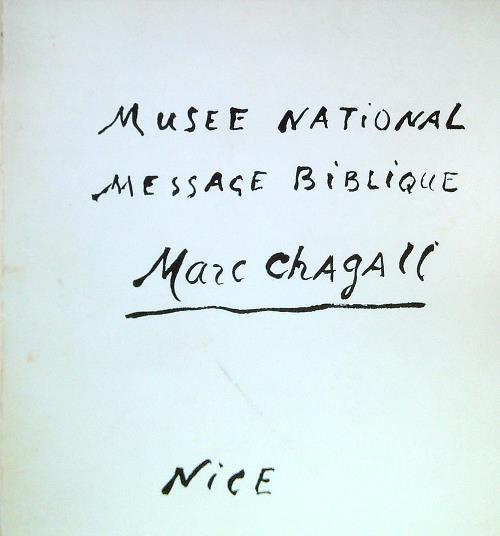 MUSEE NATIONAL
MESSAGE BIBLIQUE
Marc Chagall
NICE